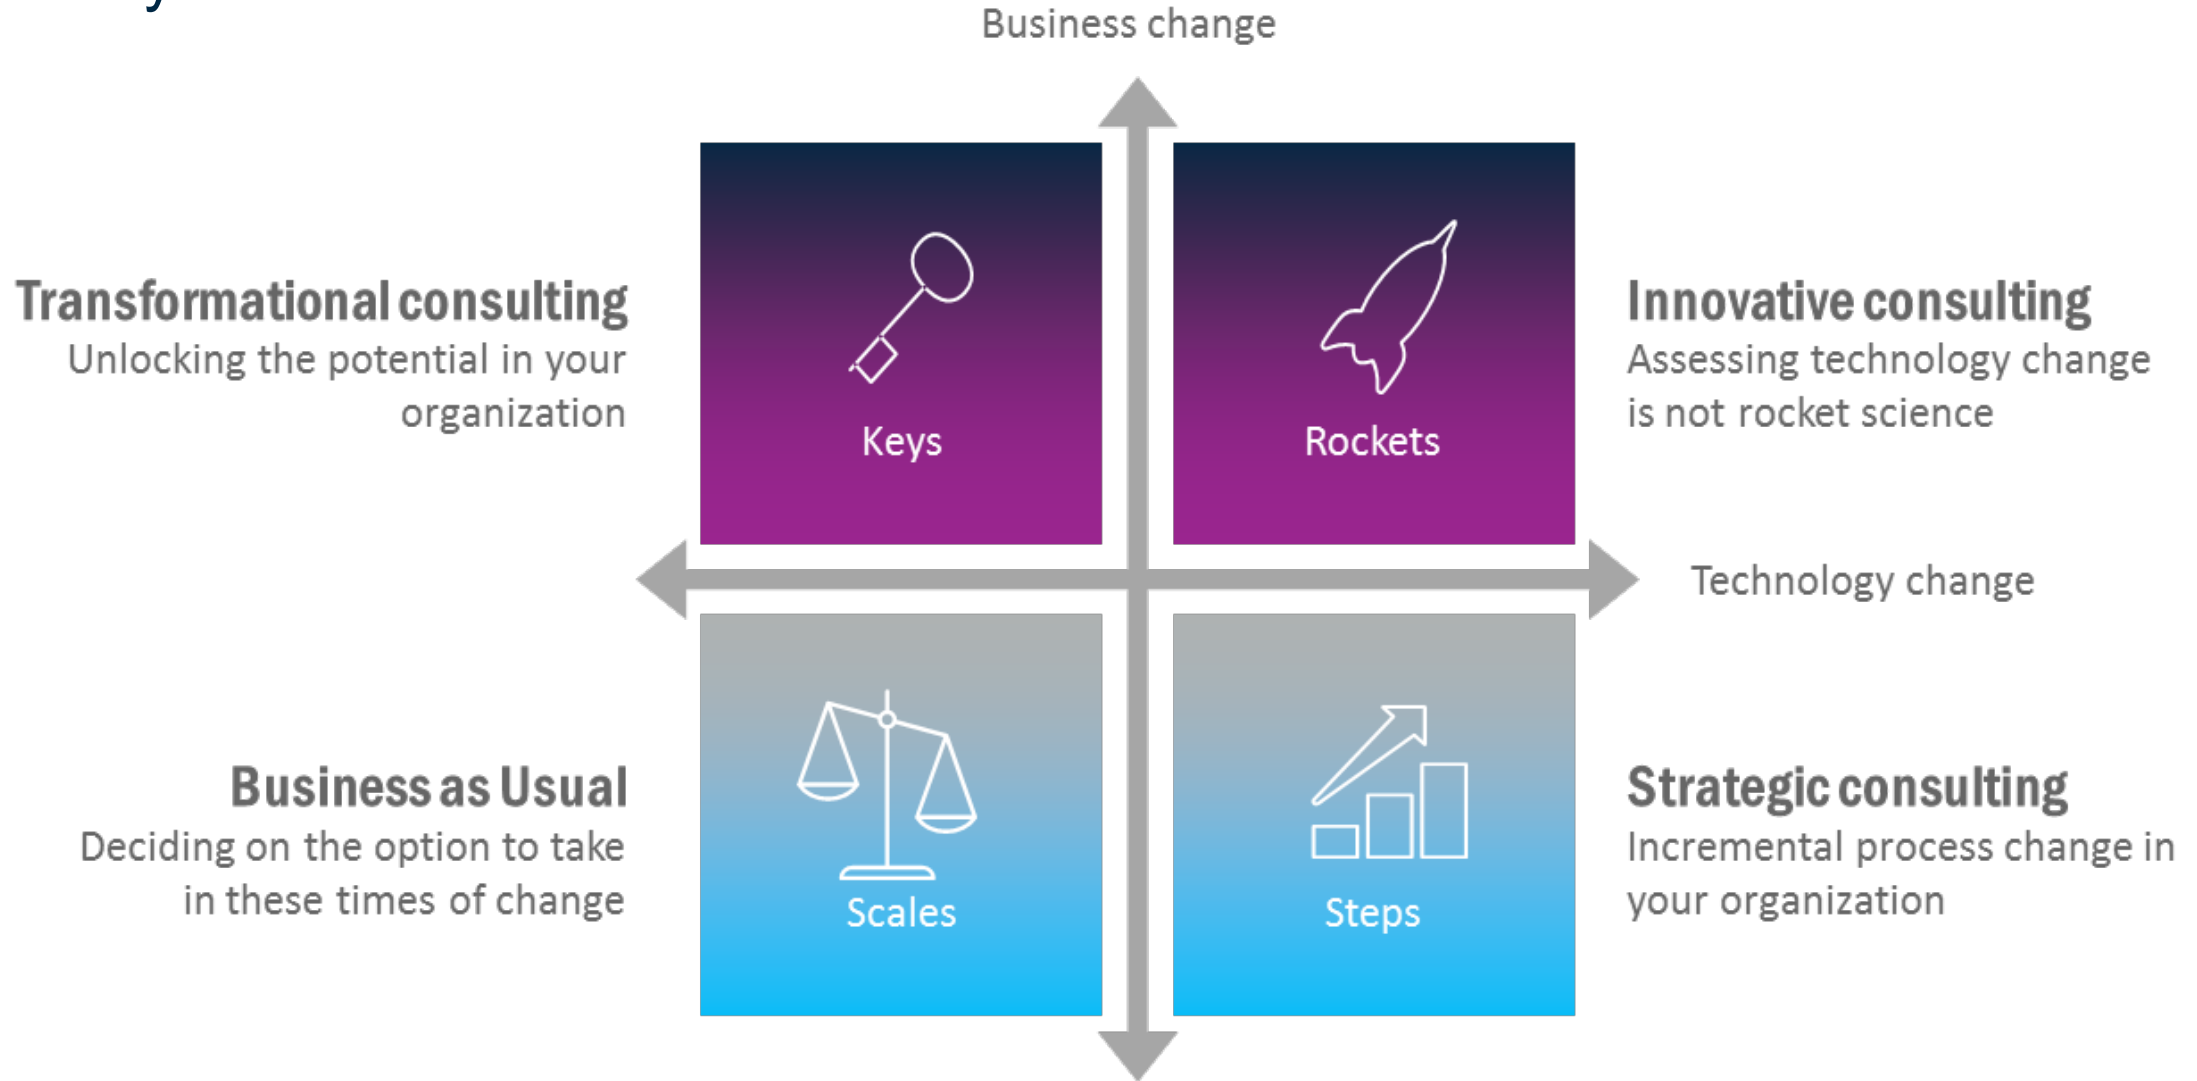 Business change
Transformational consulting
Unlocking the potential in your
organization
Keys
Rockets
Innovative consulting
Assessing technology change
is not rocket science
Technology change
Business as Usual
Deciding on the option to take
in these times of change
Scales
Steps
Strategic consulting
Incremental process change in
your organization